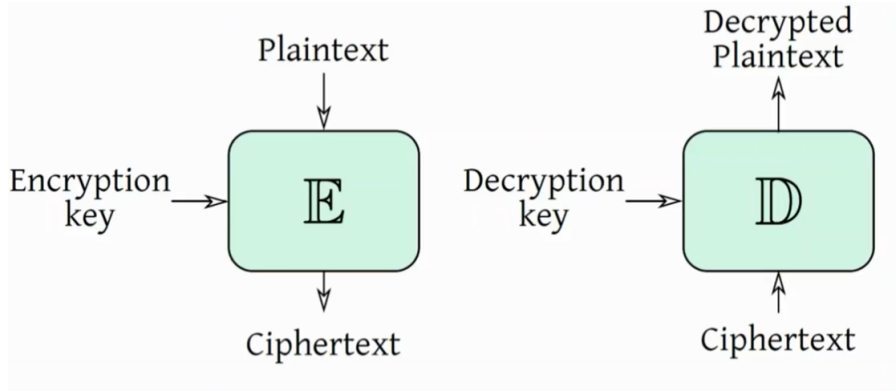 Plaintext
Encryption
key
𝔼
Ciphertext
Decrypted
Plaintext
Decryption
key
𝔻
Ciphertext